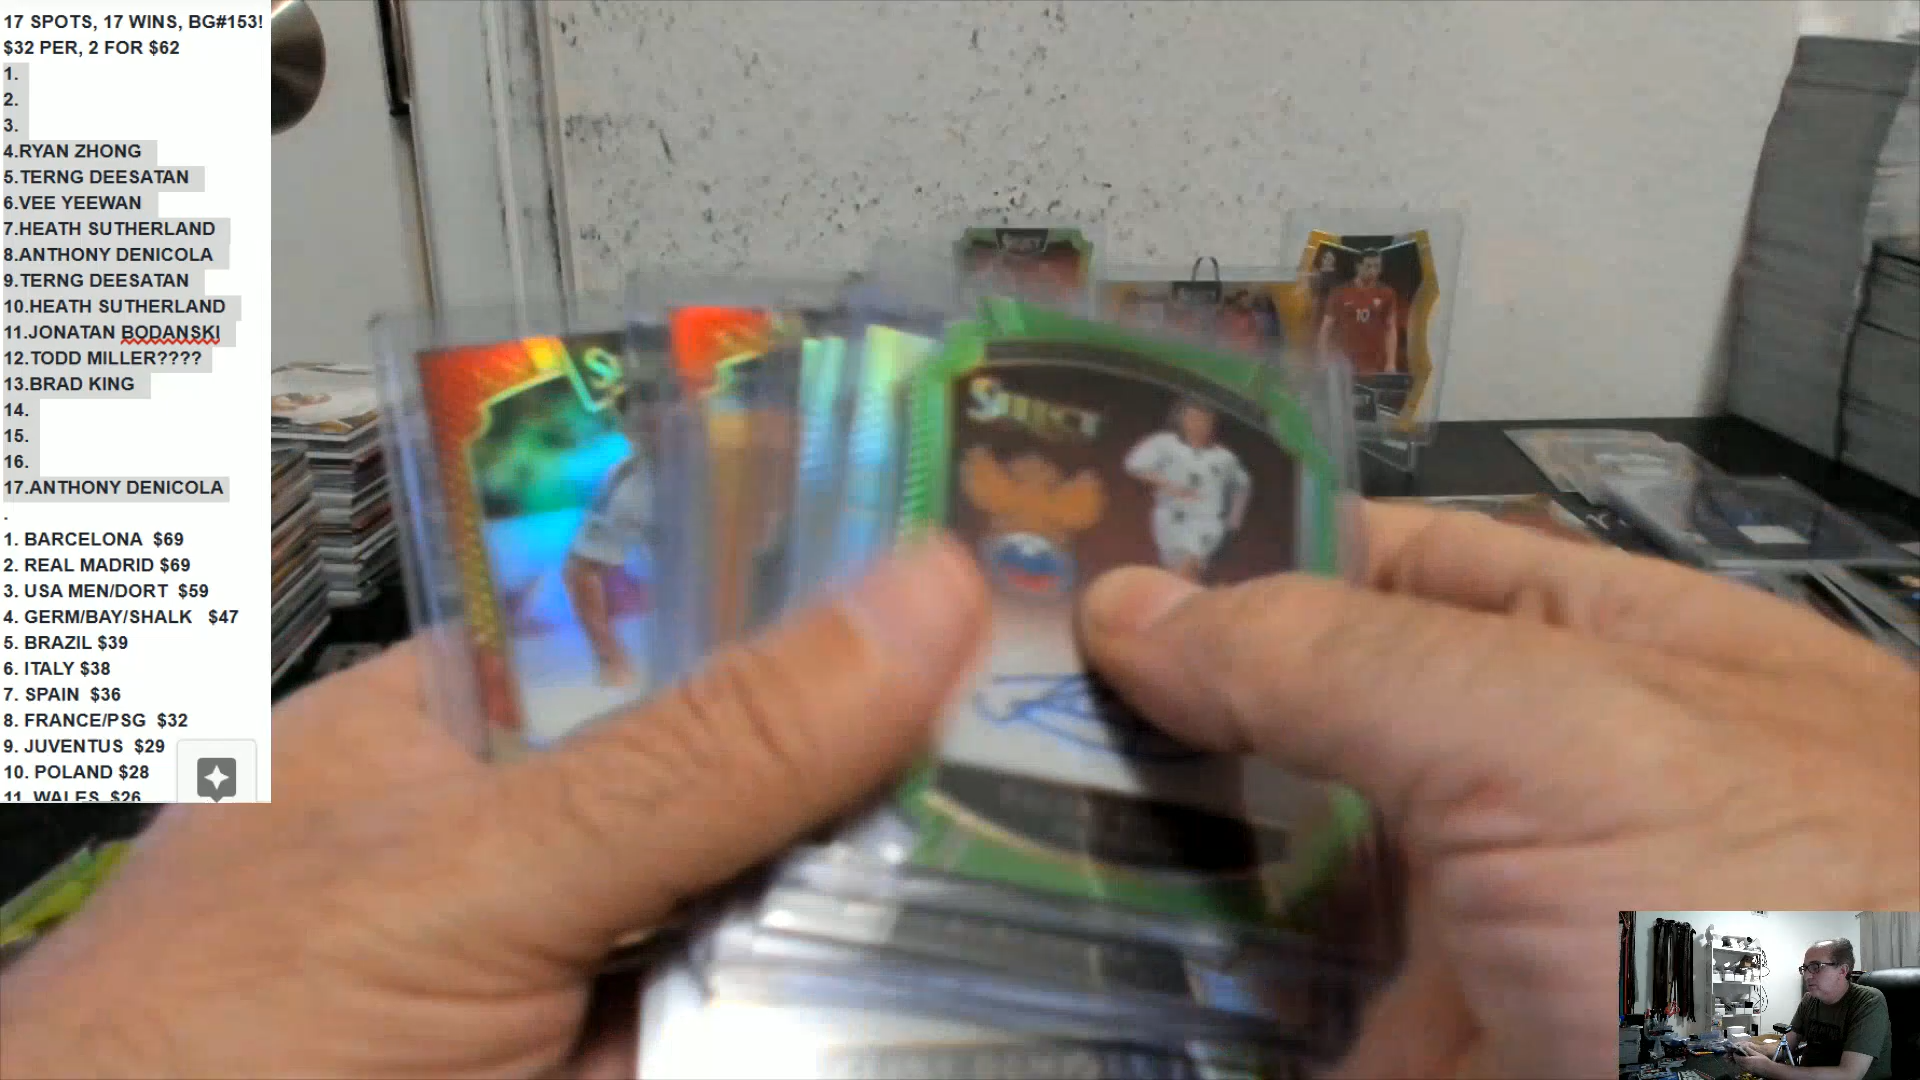 17 SPOTS, 17 WINS, BG#153!
$32 PER, 2 FOR $62
1.
2.
3.
4.RYAN ZHONG
5.TERNG DEESATAN
6.VEE YEEWAN
7.HEATH SUTHERLAND
8.ANTHONY DENICOLA
9.TERNG DEESATAN
10.HEATH SUTHERLAND
11.JONATAN BODANSKI
12.TODD MILLER????
13.BRAD KING
14.
15.
16.
17.ANTHONY DENICOLA
.
1. BARCELONA $69
2. REAL MADRID $69
3. USA MEN/DORT $59
4. GERM/BAY/SHALK $47
5. BRAZIL $39
6. ITALY $38
7. SPAIN $36
8. FRANCE/PSG $32
9. JUVENTUS $29
10. POLAND $28
11. WALES $26
SELECT
10